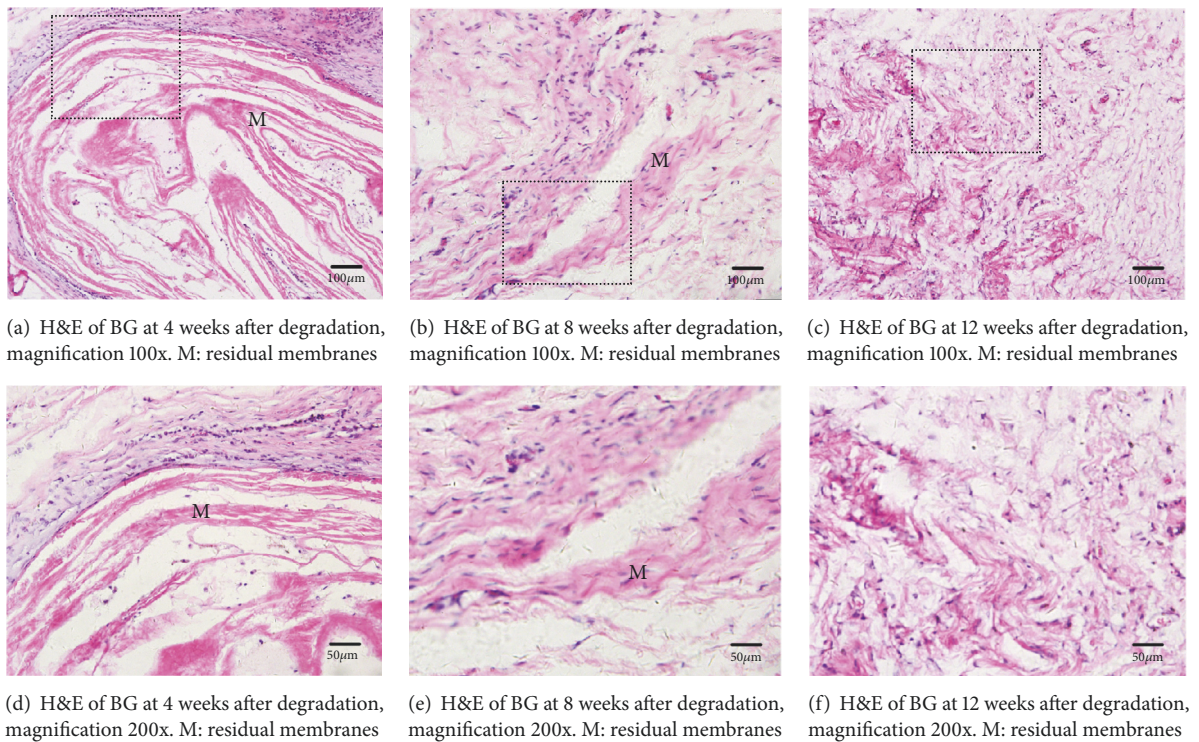 M
100μm
M
100μm
100μm
(a) H&E of BG at 4 weeks after degradation,
magnification 100x. M: residual membranes
(b) H&E of BG at 8 weeks after degradation,
magnification 100x. M: residual membranes
(c) H&E of BG at 12 weeks after degradation,
magnification 100x. M: residual membranes
M
50μm
M
50μm
50μm
(d) H&E of BG at 4 weeks after degradation,
magnification 200x. M: residual membranes
(e) H&E of BG at 8 weeks after degradation,
magnification 200x. M: residual membranes
(f) H&E of BG at 12 weeks after degradation,
magnification 200x. M: residual membranes